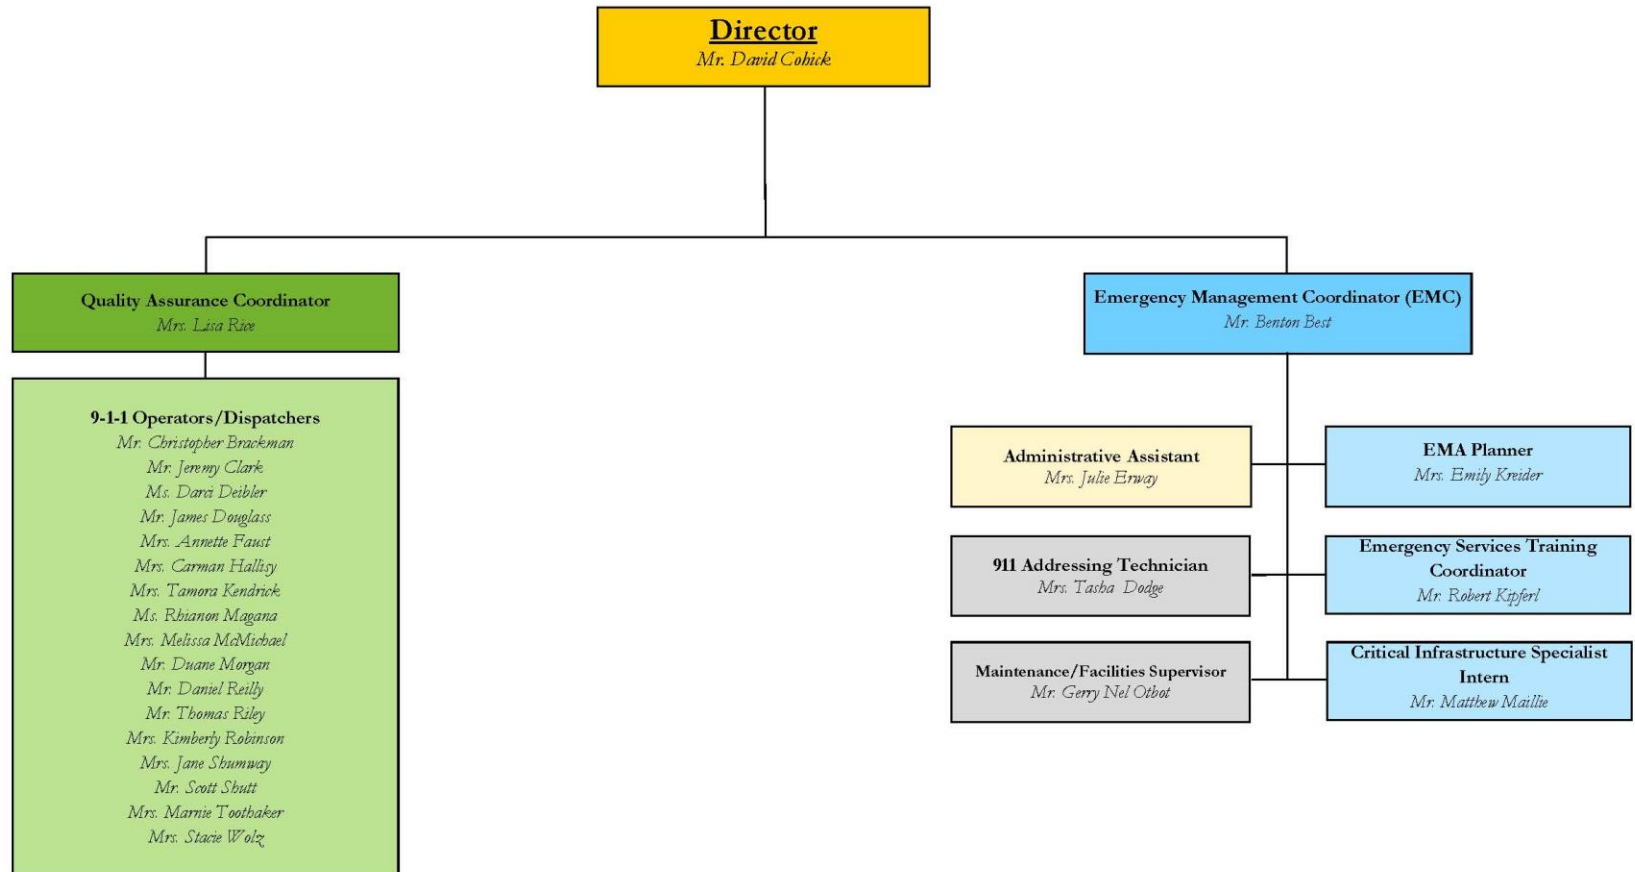 Director
Mr. David Cohick
Quality Assurance Coordinator
Mrs. Lisa Rice
9-1-1 Operators/Dispatchers
Mr. Christopher Brackman
Mr. Jeremy Clark
Ms. Darci Deibler
Mr. James Douglass
Mrs. Annette Faust
Mrs. Carman Hallisy
Mrs. Tamora Kendrick
Ms. Rhianon Magana
Mrs. Melissa McMichael
Mr. Duane Morgan
Mr. Daniel Reilly
Mr. Thomas Riley
Mrs. Kimberly Robinson
Mrs. Jane Shumway
Mr. Scott Shutt
Mrs. Marnie Toothaker
Mrs. Stacie Wolz
Emergency Management Coordinator (EMC)
Mr. Benton Best
Administrative Assistant
Mrs. Julie Erway
EMA Planner
Mrs. Emily Kreider
911 Addressing Technician
Mrs. Tasha Dodge
Emergency Services Training
Coordinator
Mr. Robert Kipferl
Maintenance/Facilities Supervisor
Mr. Gerry Nel Otbot
Critical Infrastructure Specialist
Intern
Mr. Matthew Maillie